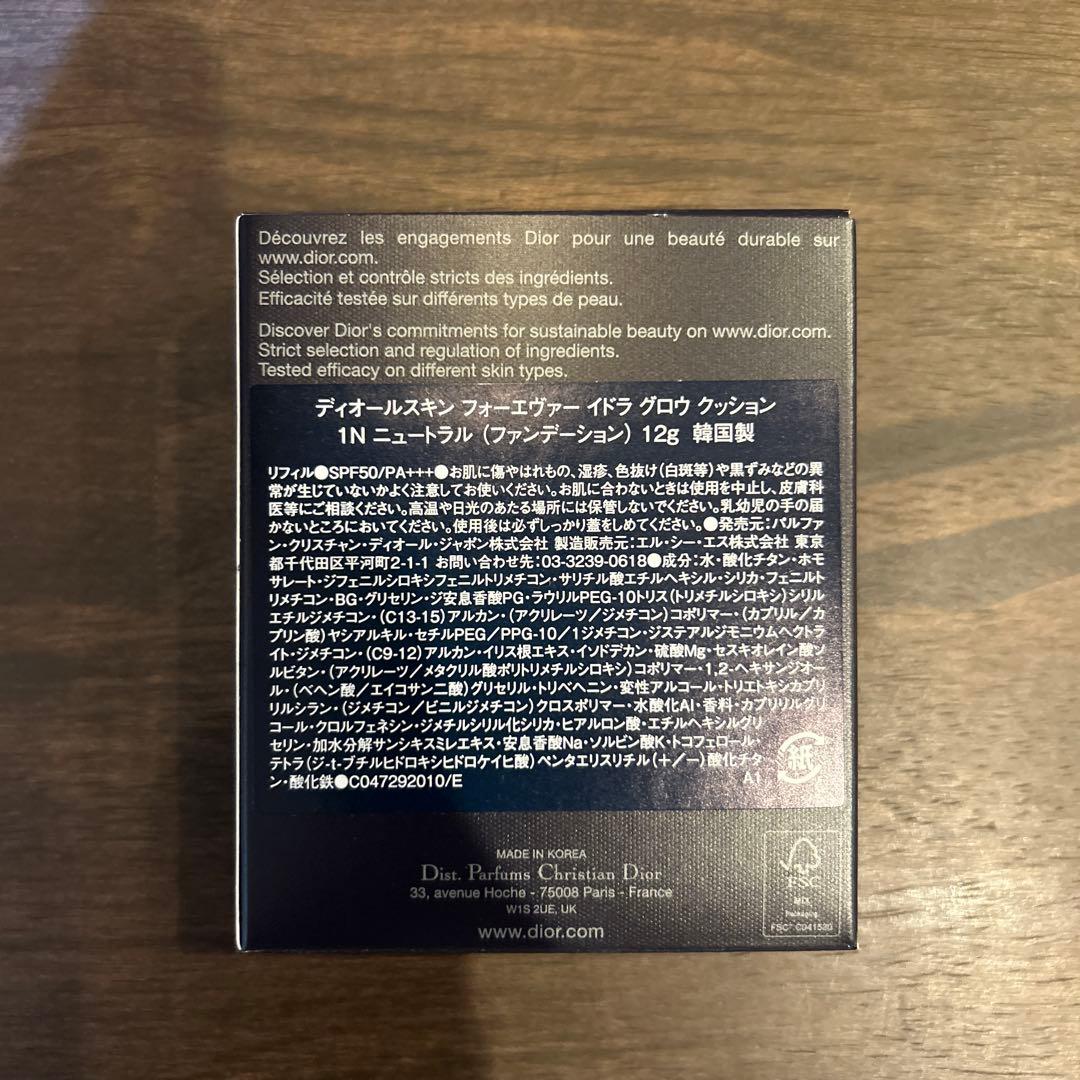 Découvrez les engagements Dior pour une beauté durable sur
www.dior.com.
Sélection et contrôle stricts des ingrédients.
Efficacité testée sur différents types de peau.
Discover Dior's commitments for sustainable beauty on www.dior.com.
Strict selection and regulation of ingredients.
Tested efficacy on different skin types.
ディオールスキン フォーエヴァー イドラ グロウ クッション
1N ニュートラル (ファンデーション) 12g 韓国製
リフィル●SPF50/PA+++●お肌に傷やはれもの、湿疹、色抜け(白斑等)や黒ずみなどの異
常が生じていないかよく注意してお使いください。お肌に合わないときは使用を中止し、皮膚科
医等にご相談ください。高温や日光のあたる場所には保管しないでください。乳幼児の手の届
かないところにおいてください。使用後は必ずしっかり蓋をしめてください。●発売元:パルファ
ン・クリスチャン・ディオール・ジャポン株式会社 製造販売元:エル・シー・エス株式会社 東京
都千代田区平河町2-1-1 お問い合わせ先:03-3239-0618●成分:水・酸化チタン・ホモ
サレート・ジフェニルシロキシフェニルトリメチコン・サリチル酸エチルヘキシル・シリカ・フェニルト
リメチコン・BG・グリセリン・ジ安息香酸PG・ラウリルPEG-10トリス(トリメチルシロキシ)シリル
エチルジメチコン・(C13-15)アルカン・(アクリレーツ/ジメチコン)コポリマー・(カプリル/カ
プリン酸)ヤシアルキル・セチルPEG/PPG-10/1ジメチコン・ジステアルジモニウムヘクトラ
イト・ジメチコン・(C9-12)アルカン・イリス根エキス・イソドデカン・硫酸Mg・セスキオレイン酸ソ
ルビタン・(アクリレーツ/メタクリル酸ポリトリメチルシロキシ)コポリマー・1,2-ヘキサンジオー
ル・(ベヘン酸/エイコサン二酸)グリセリル・トリベヘニン・変性アルコール・トリエトキシカプリ
リルシラン・(ジメチコン/ビニルジメチコン)クロスポリマー・水酸化Al・香料・カプリリルグリ
コール・クロルフェネシン・ジメチルシリル化シリカ・ヒアルロン酸・エチルヘキシルグリ
セリン・加水分解サンシキスミレエキス・安息香酸Na・ソルビン酸K・トコフェロール・
テトラ(ジ-t-ブチルヒドロキシヒドロケイヒ酸)ペンタエリスリチル(+/-)酸化チタ
ン・酸化鉄●C047292010/E
紙
A1
MADE IN KOREA
Dist. Parfums Christian Dior
33, avenue Hoche - 75008 Paris - France
W1S 2UE, UK
www.dior.com
FSC
MIX
Packaging
FSC® C041520